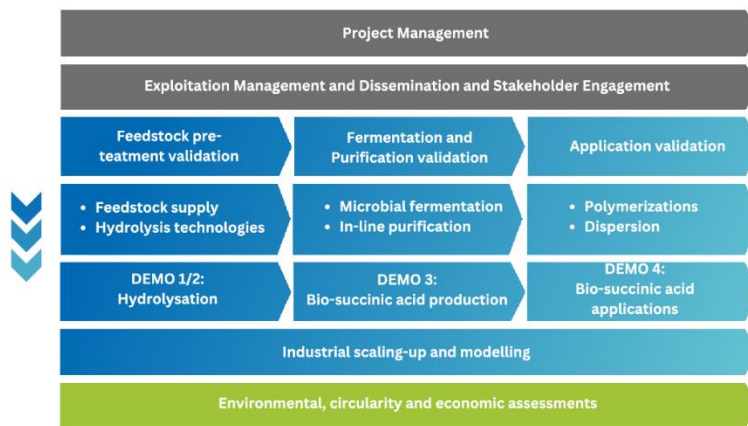 Project Management
Exploitation Management and Dissemination and Stakeholder Engagement
Feedstock pre-
treatment validation
Fermentation and
Purification validation
Application validation
• Feedstock supply
• Hydrolysis technologies
• Microbial fermentation
• In-line purification
• Polymerizations
• Dispersion
DEMO 1/2:
Hydrolysation
DEMO 3:
Bio-succinic acid production
DEMO 4:
Bio-succinic acid
applications
Industrial scaling-up and modelling
Environmental, circularity and economic assessments